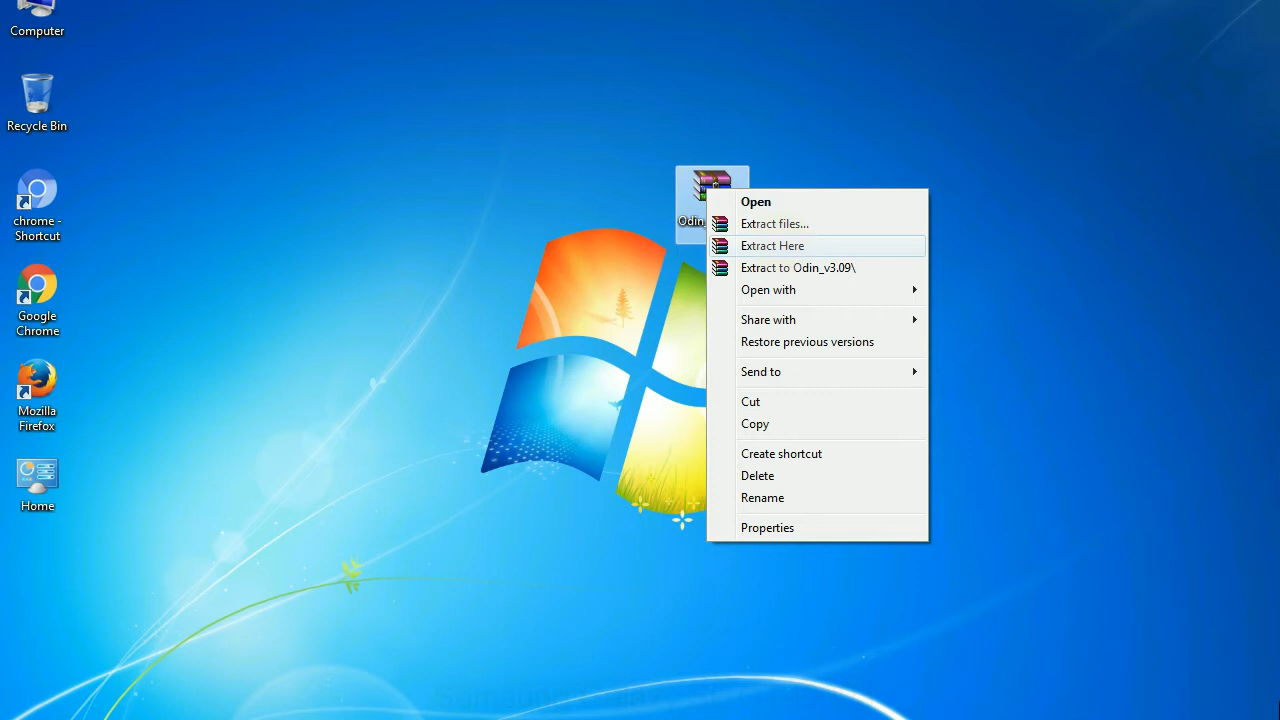 Computer
Recycle Bin
chrome -
Shortcut
Google
Chrome
Mozilla
Firefox
Home
Open
Extract files...
Extract Here
Extract to Odin_v3.09\
Open with
Share with
Restore previous versions
Send to
Cut
Copy
Create shortcut
Delete
Rename
Properties